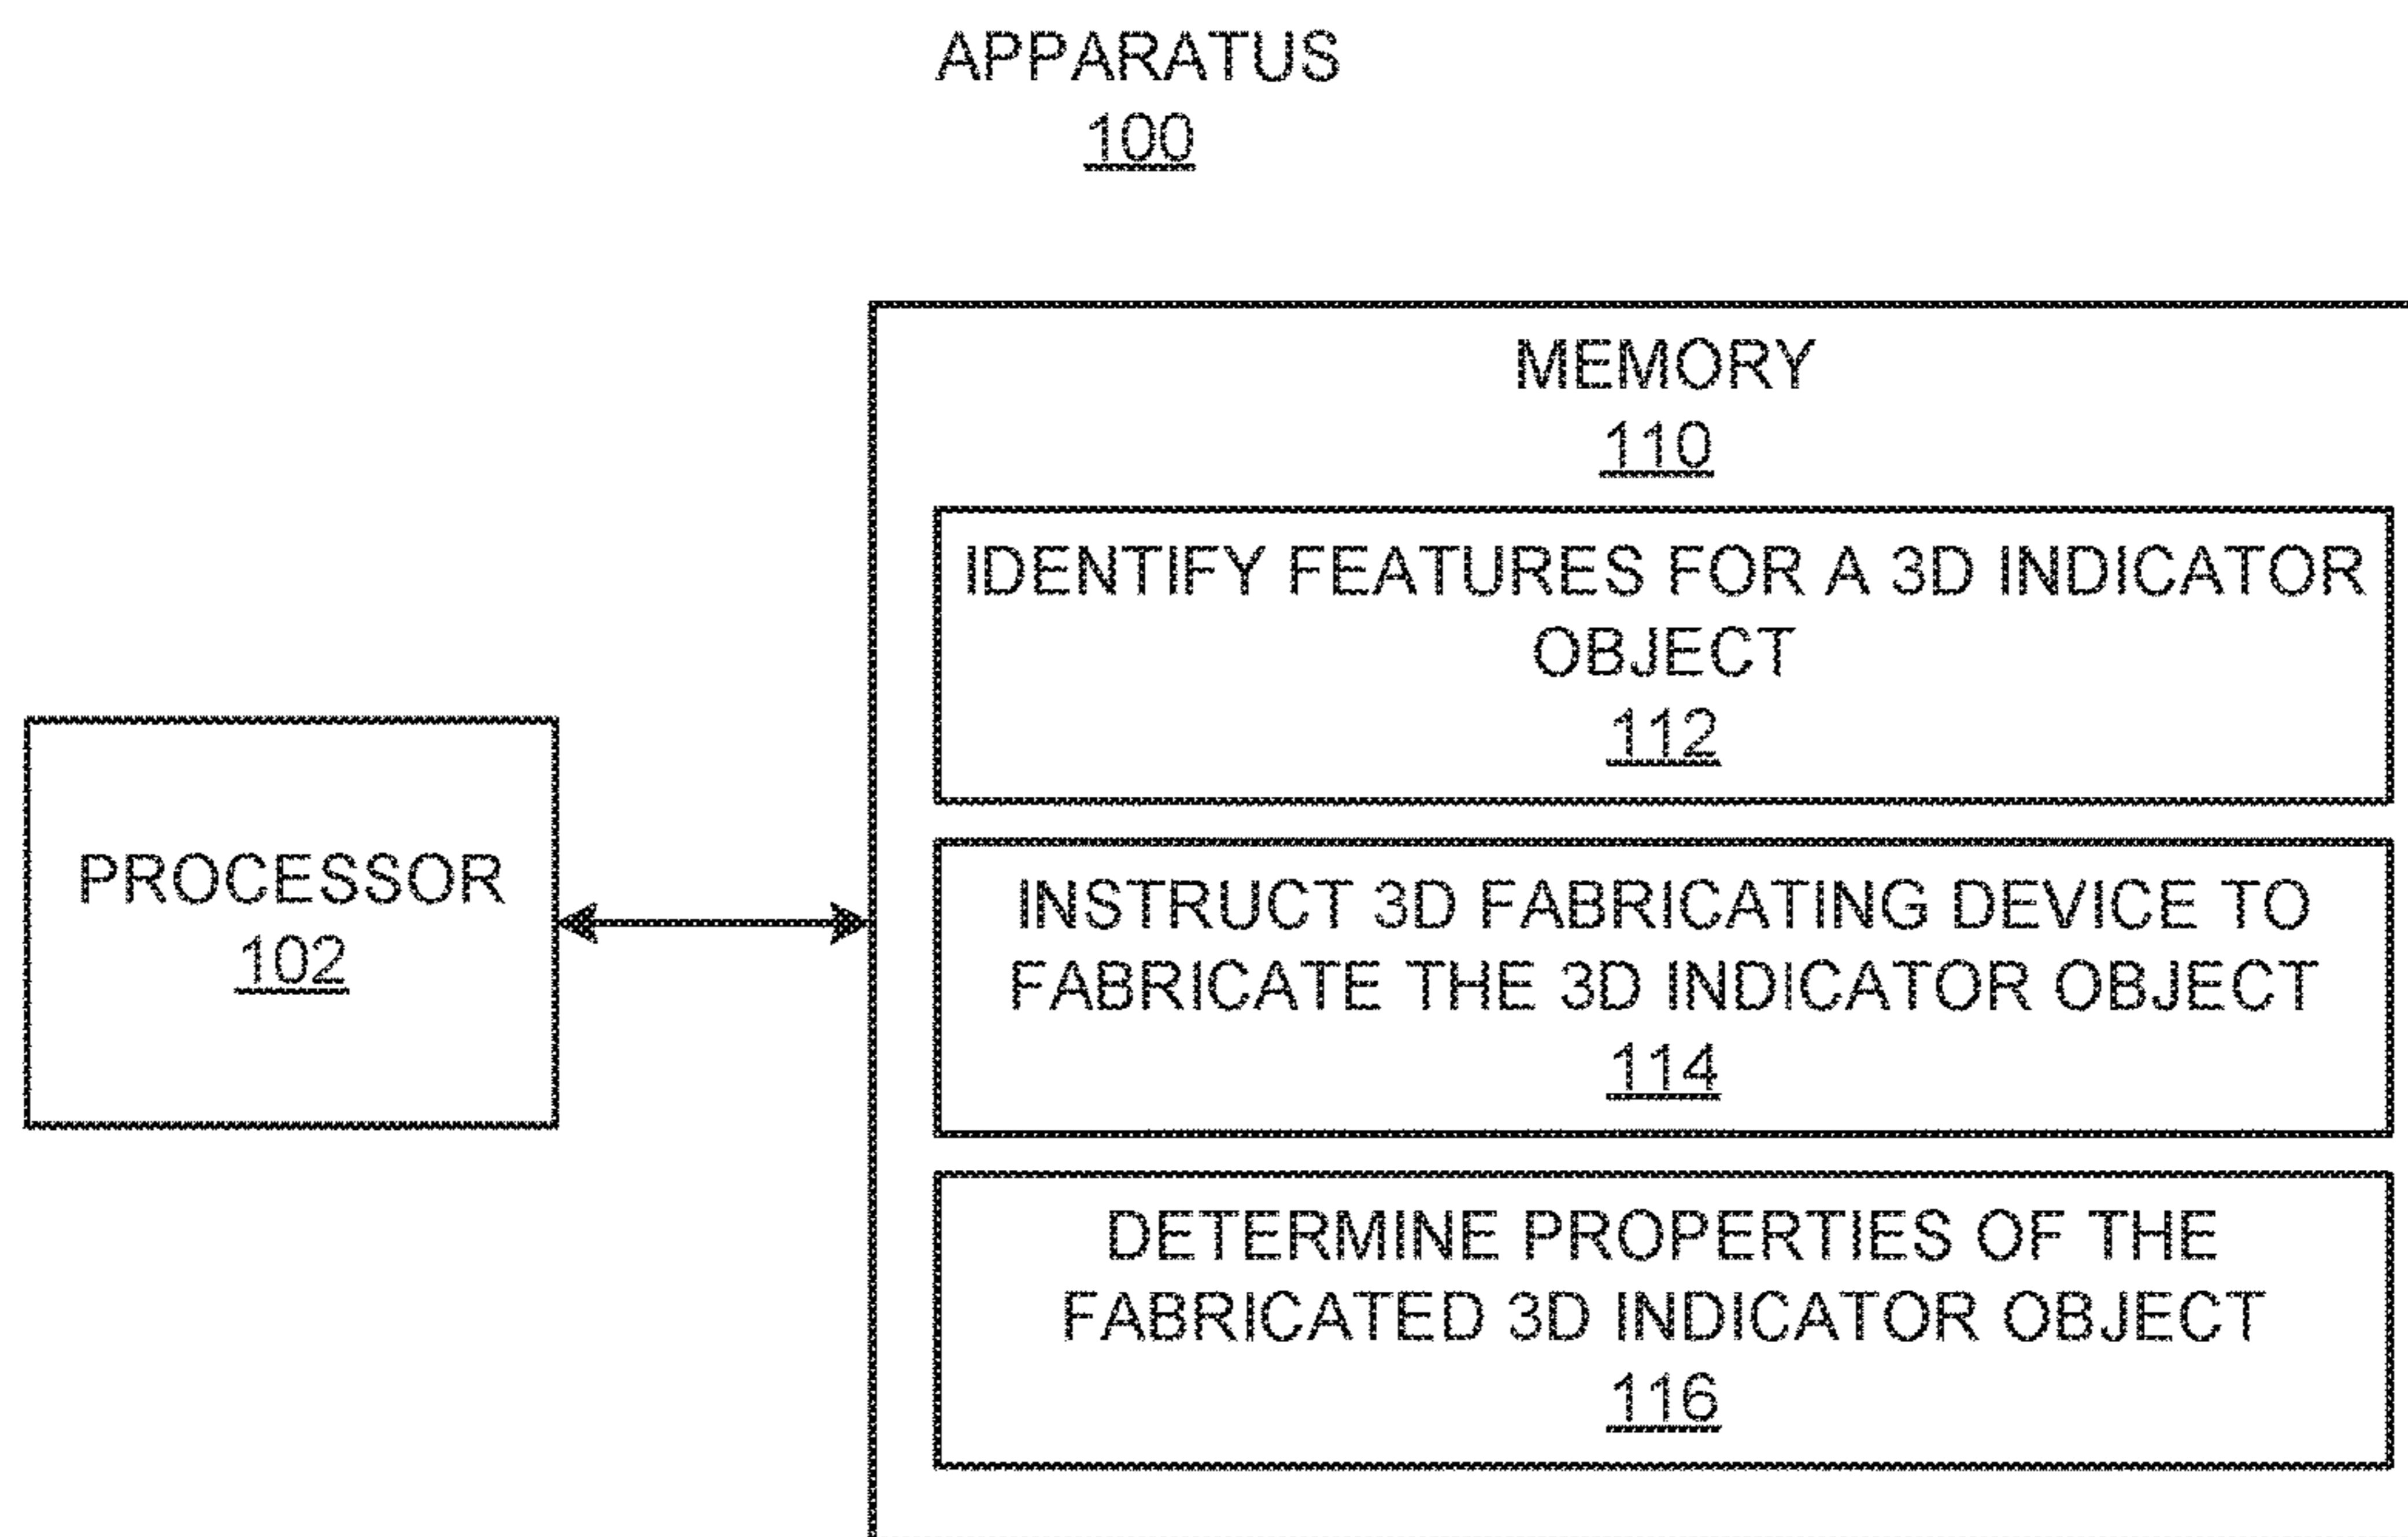 APPARATUS
100
MEMORY
110
IDENTIFY FEATURES FOR A 3D INDICATOR
OBJECT
112
PROCESSOR
102
INSTRUCT 3D FABRICATING DEVICE TO
FABRICATE THE 3D INDICATOR OBJECT
114
DETERMINE PROPERTIES OF THE
FABRICATED 3D INDICATOR OBJECT
116